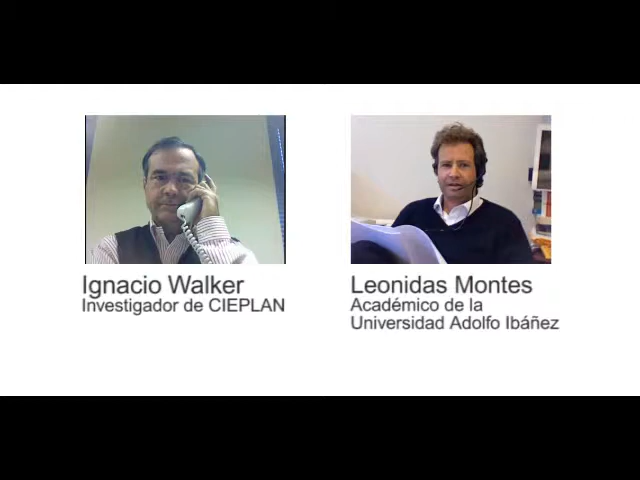 Ignacio Walker
Investigador de CIEPLAN
Leonidas Montes
Académico de la
Universidad Adolfo Ibáñez